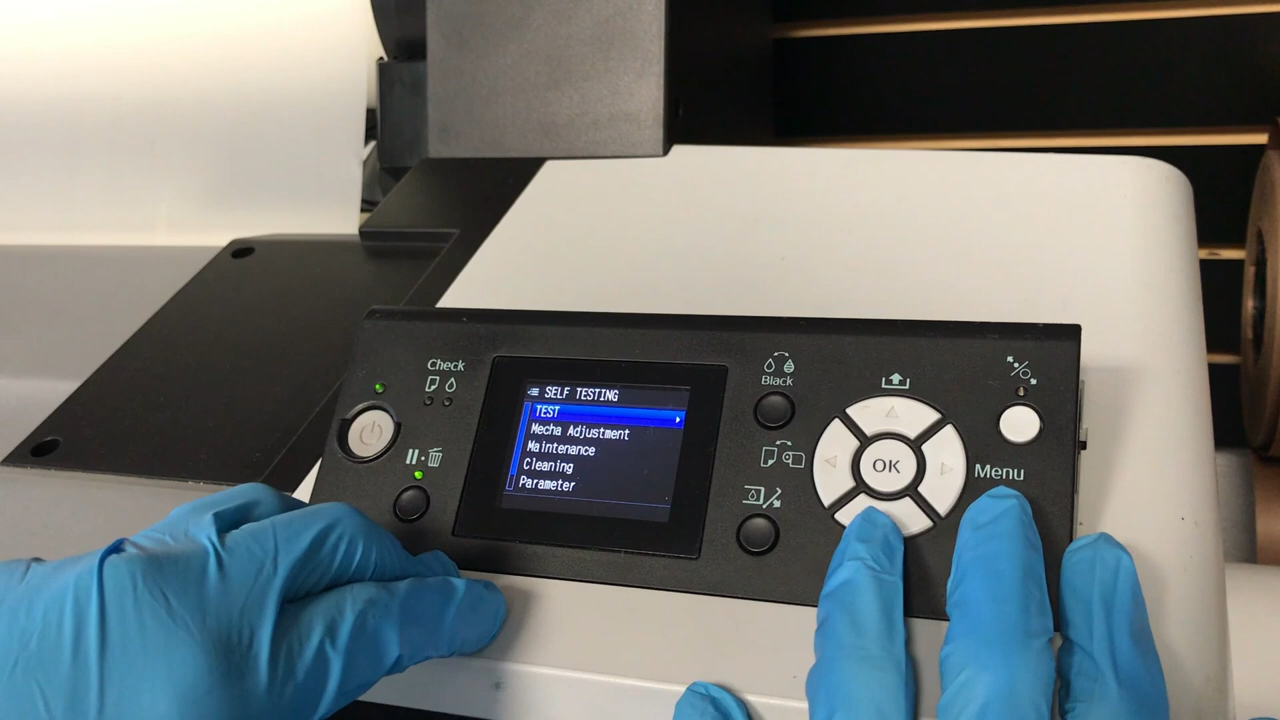 Check
SELF TESTING
TEST
Mecha Adjustment
Maintenance
Cleaning
Parameter
Black
OK
Menu